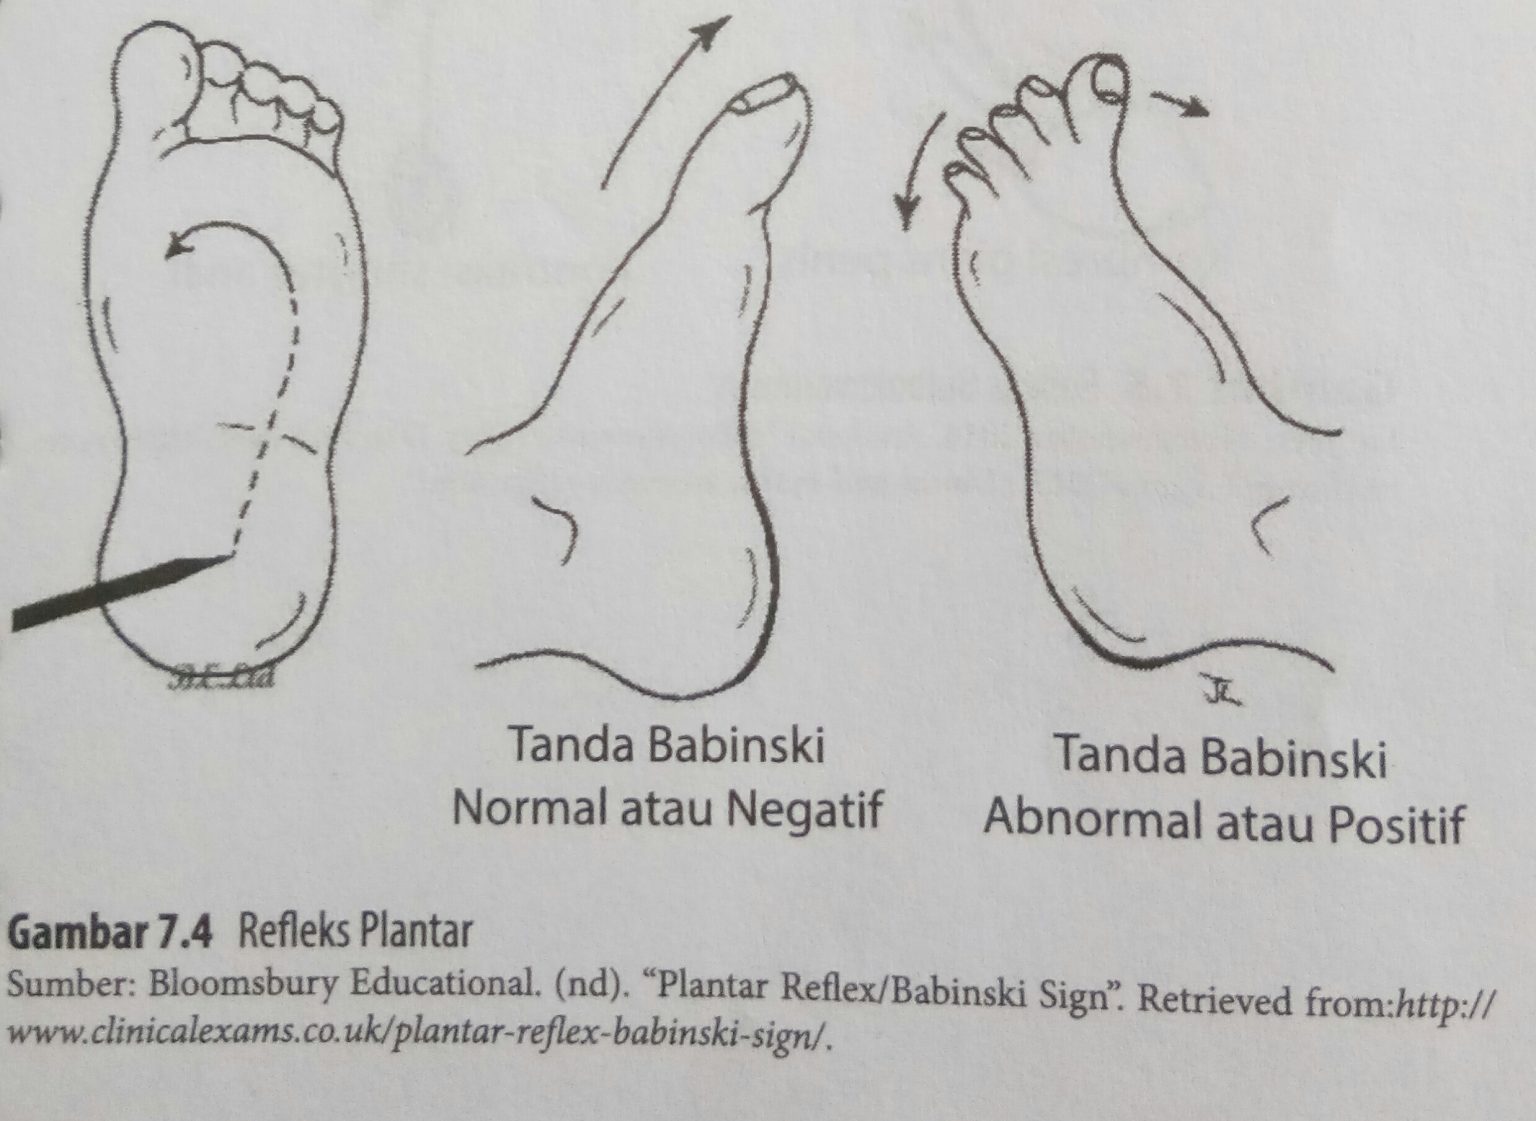 Tanda Babinski
Normal atau Negatif
Tanda Babinski
Abnormal atau Positif
Gambar 7.4 Refleks Plantar
Sumber: Bloomsbury Educational. (nd). “Plantar Reflex/Babinski Sign”. Retrieved from:http://
www.clinicalexams.co.uk/plantar-reflex-babinski-sign/.